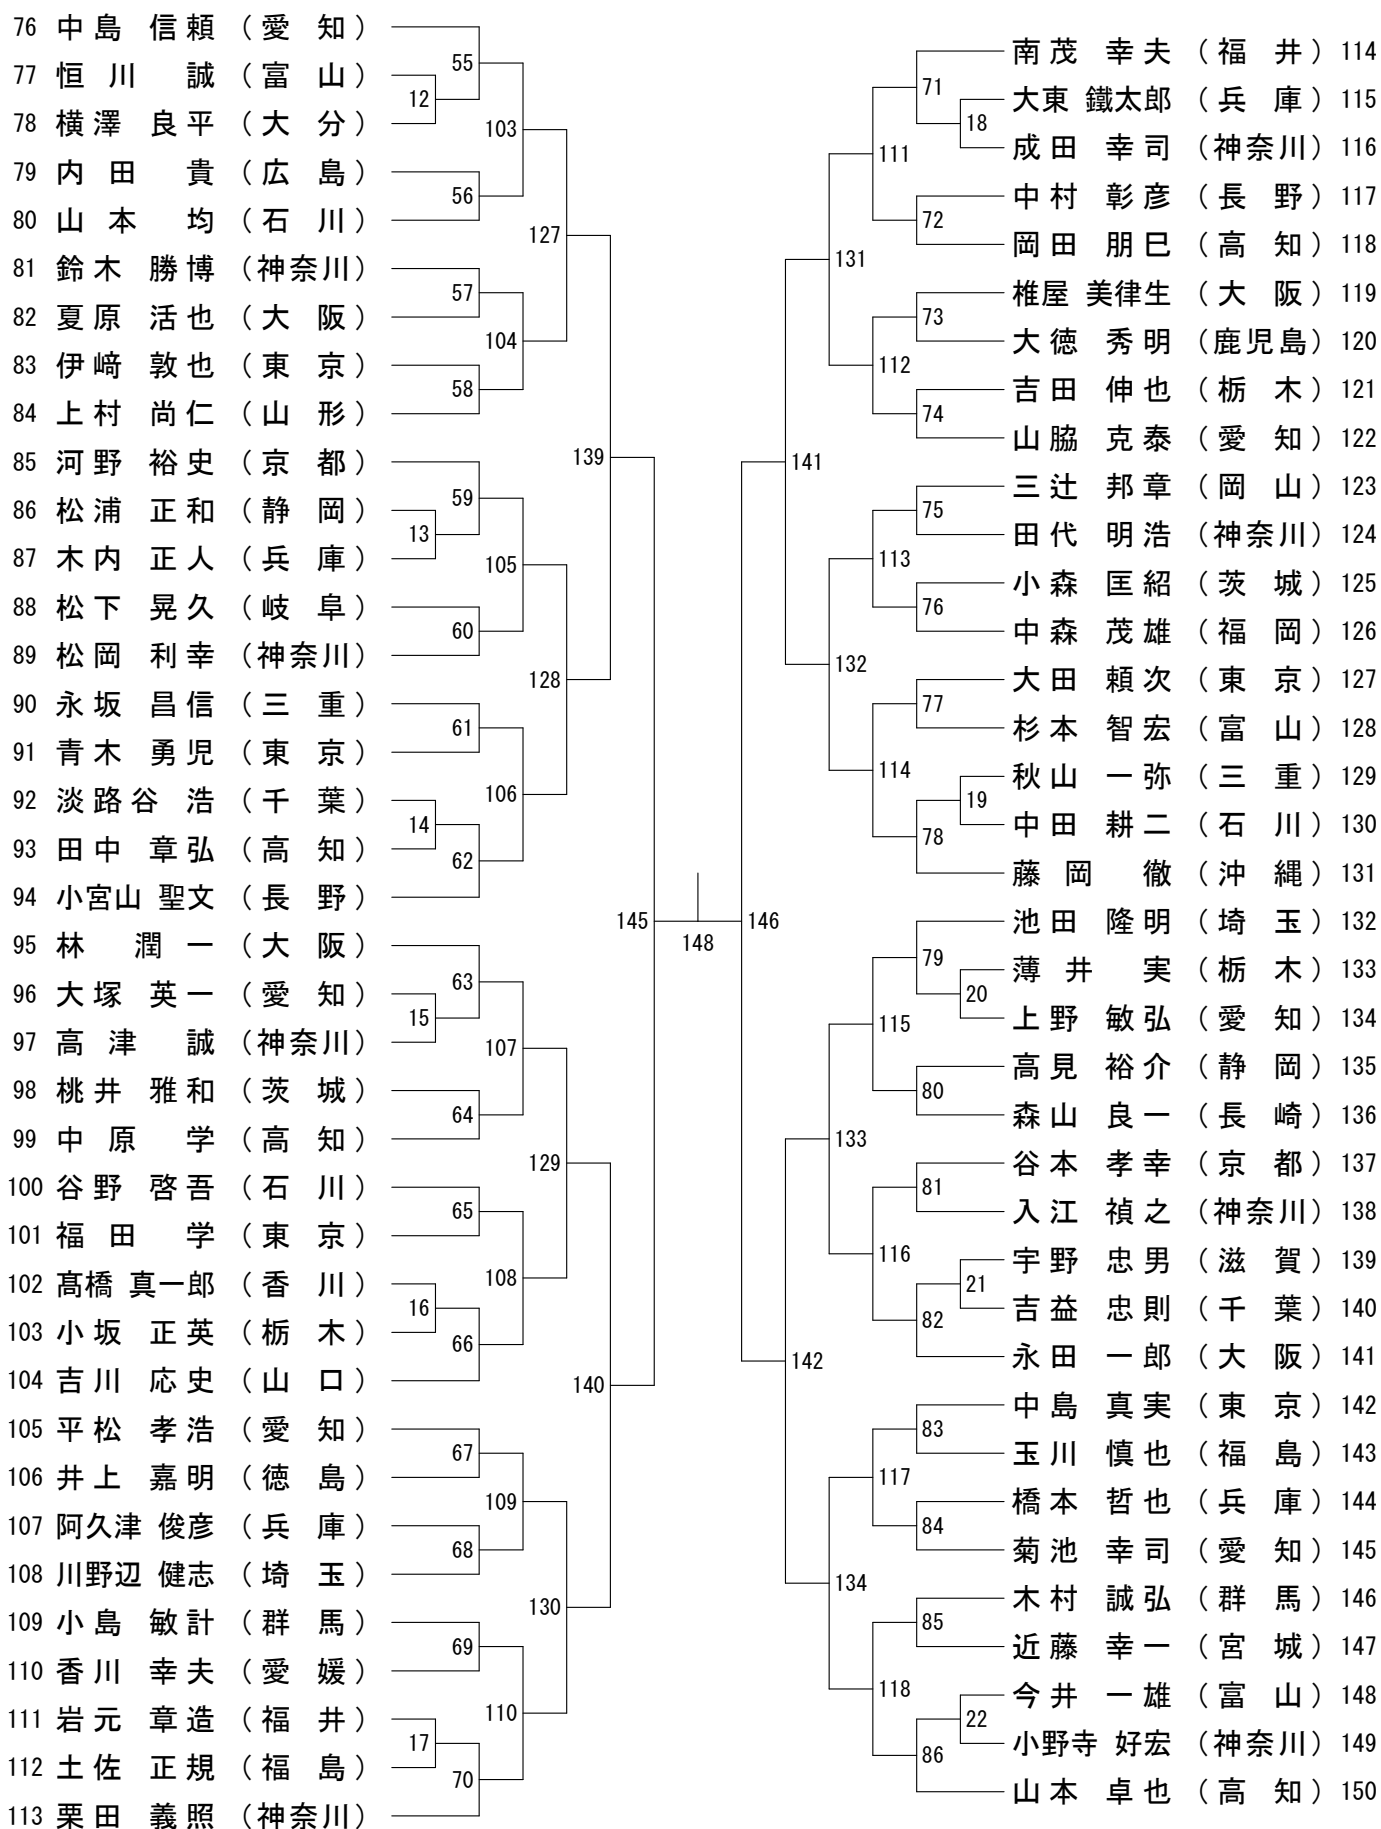 76 中島 信頼 (愛 知)
77 恒川 誠 (富 山)
78 横澤 良平 (大 分)
79 内田 貴 (広 島)
80 山本 均 (石 川)
81 鈴木 勝博 (神奈川)
82 夏原 活也 (大 阪)
83 伊﨑 敦也 (東 京)
84 上村 尚仁 (山 形)
85 河野 裕史 (京 都)
86 松浦 正和 (静 岡)
87 木内 正人 (兵 庫)
88 松下 晃久 (岐 阜)
89 松岡 利幸 (神奈川)
90 永坂 昌信 (三 重)
91 青木 勇児 (東 京)
92 淡路谷 浩 (千 葉)
93 田中 章弘 (高 知)
94 小宮山 聖文 (長 野)
95 林 潤一 (大 阪)
96 大塚 英一 (愛 知)
97 高津 誠 (神奈川)
98 桃井 雅和 (茨 城)
99 中原 学 (高 知)
100 谷野 啓吾 (石 川)
101 福田 学 (東 京)
102 髙橋 真一郎 (香 川)
103 小坂 正英 (栃 木)
104 吉川 応史 (山 口)
105 平松 孝浩 (愛 知)
106 井上 嘉明 (徳 島)
107 阿久津 俊彦 (兵 庫)
108 川野辺 健志 (埼 玉)
109 小島 敏計 (群 馬)
110 香川 幸夫 (愛 媛)
111 岩元 章造 (福 井)
112 土佐 正規 (福 島)
113 栗田 義照 (神奈川)
12
13
14
15
16
17
55
56
57
58
59
60
61
62
63
64
65
66
67
68
69
70
103
104
105
106
107
108
109
110
127
128
129
130
139
140
145
148
146
141
142
131
132
133
134
111
112
113
114
115
116
117
118
71
72
73
74
75
76
77
78
79
80
81
82
83
84
85
86
18
19
20
21
22
南茂 幸夫 (福 井) 114
大東 鐵太郎 (兵 庫) 115
成田 幸司 (神奈川) 116
中村 彰彦 (長 野) 117
岡田 朋巳 (高 知) 118
椎屋 美律生 (大 阪) 119
大徳 秀明 (鹿児島) 120
吉田 伸也 (栃 木) 121
山脇 克泰 (愛 知) 122
三辻 邦章 (岡 山) 123
田代 明浩 (神奈川) 124
小森 匡紹 (茨 城) 125
中森 茂雄 (福 岡) 126
大田 頼次 (東 京) 127
杉本 智宏 (富 山) 128
秋山 一弥 (三 重) 129
中田 耕二 (石 川) 130
藤岡 徹 (沖 縄) 131
池田 隆明 (埼 玉) 132
薄井 実 (栃 木) 133
上野 敏弘 (愛 知) 134
高見 裕介 (静 岡) 135
森山 良一 (長 崎) 136
谷本 孝幸 (京 都) 137
入江 禎之 (神奈川) 138
宇野 忠男 (滋 賀) 139
吉益 忠則 (千 葉) 140
永田 一郎 (大 阪) 141
中島 真実 (東 京) 142
玉川 慎也 (福 島) 143
橋本 哲也 (兵 庫) 144
菊池 幸司 (愛 知) 145
木村 誠弘 (群 馬) 146
近藤 幸一 (宮 城) 147
今井 一雄 (富 山) 148
小野寺 好宏 (神奈川) 149
山本 卓也 (高 知) 150